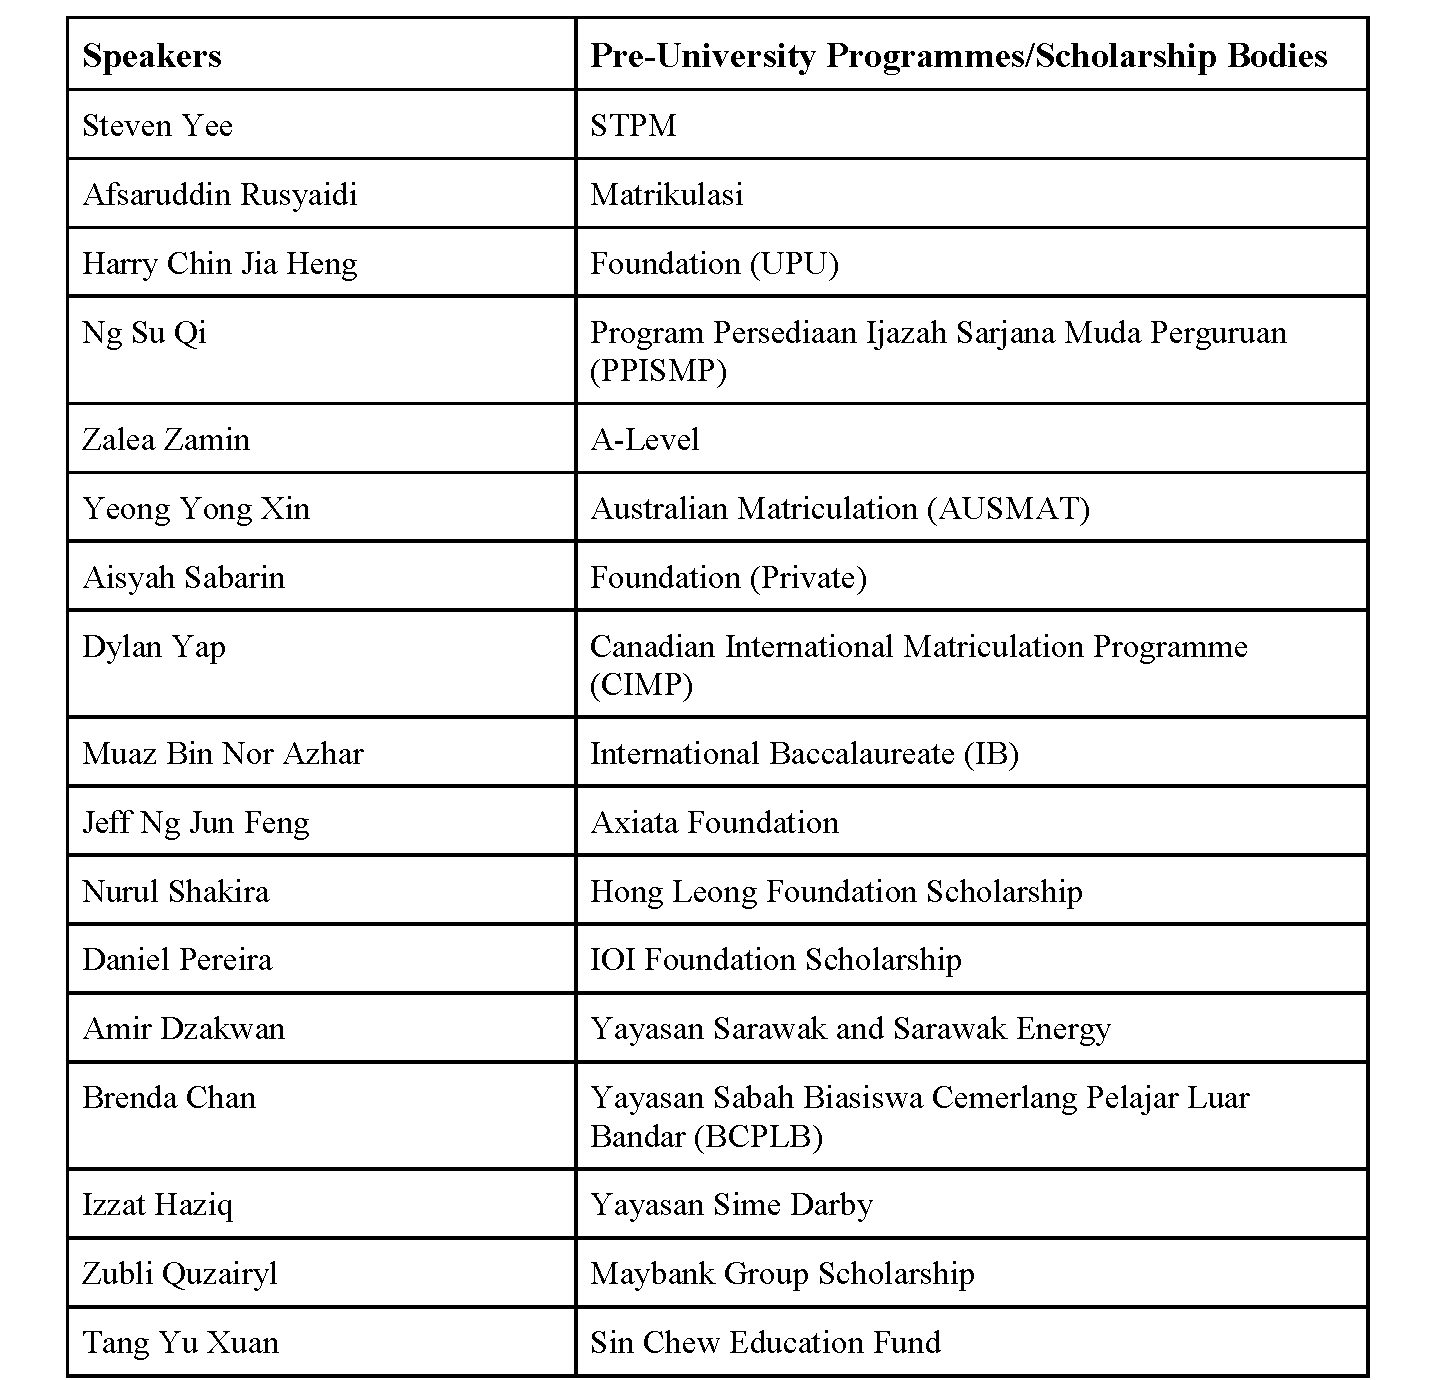 Speakers
Pre-University Programmes/Scholarship Bodies
Steven Yee
STPM
Afsaruddin Rusyaidi
Matrikulasi
Harry Chin Jia Heng
Foundation (UPU)
Ng Su Qi
Program Persediaan Ijazah Sarjana Muda Perguruan
(PPISMP)
Zalea Zamin
A-Level
Yeong Yong Xin
Australian Matriculation (AUSMAT)
Aisyah Sabarin
Foundation (Private)
Dylan Yap
Canadian International Matriculation Programme
(CIMP)
Muaz Bin Nor Azhar
International Baccalaureate (IB)
Jeff Ng Jun Feng
Axiata Foundation
Nurul Shakira
Hong Leong Foundation Scholarship
Daniel Pereira
IOI Foundation Scholarship
Amir Dzakwan
Yayasan Sarawak and Sarawak Energy
Brenda Chan
Yayasan Sabah Biasiswa Cemerlang Pelajar Luar
Bandar (BCPLB)
Izzat Haziq
Yayasan Sime Darby
Zubli Quzairyl
Maybank Group Scholarship
Tang Yu Xuan
Sin Chew Education Fund